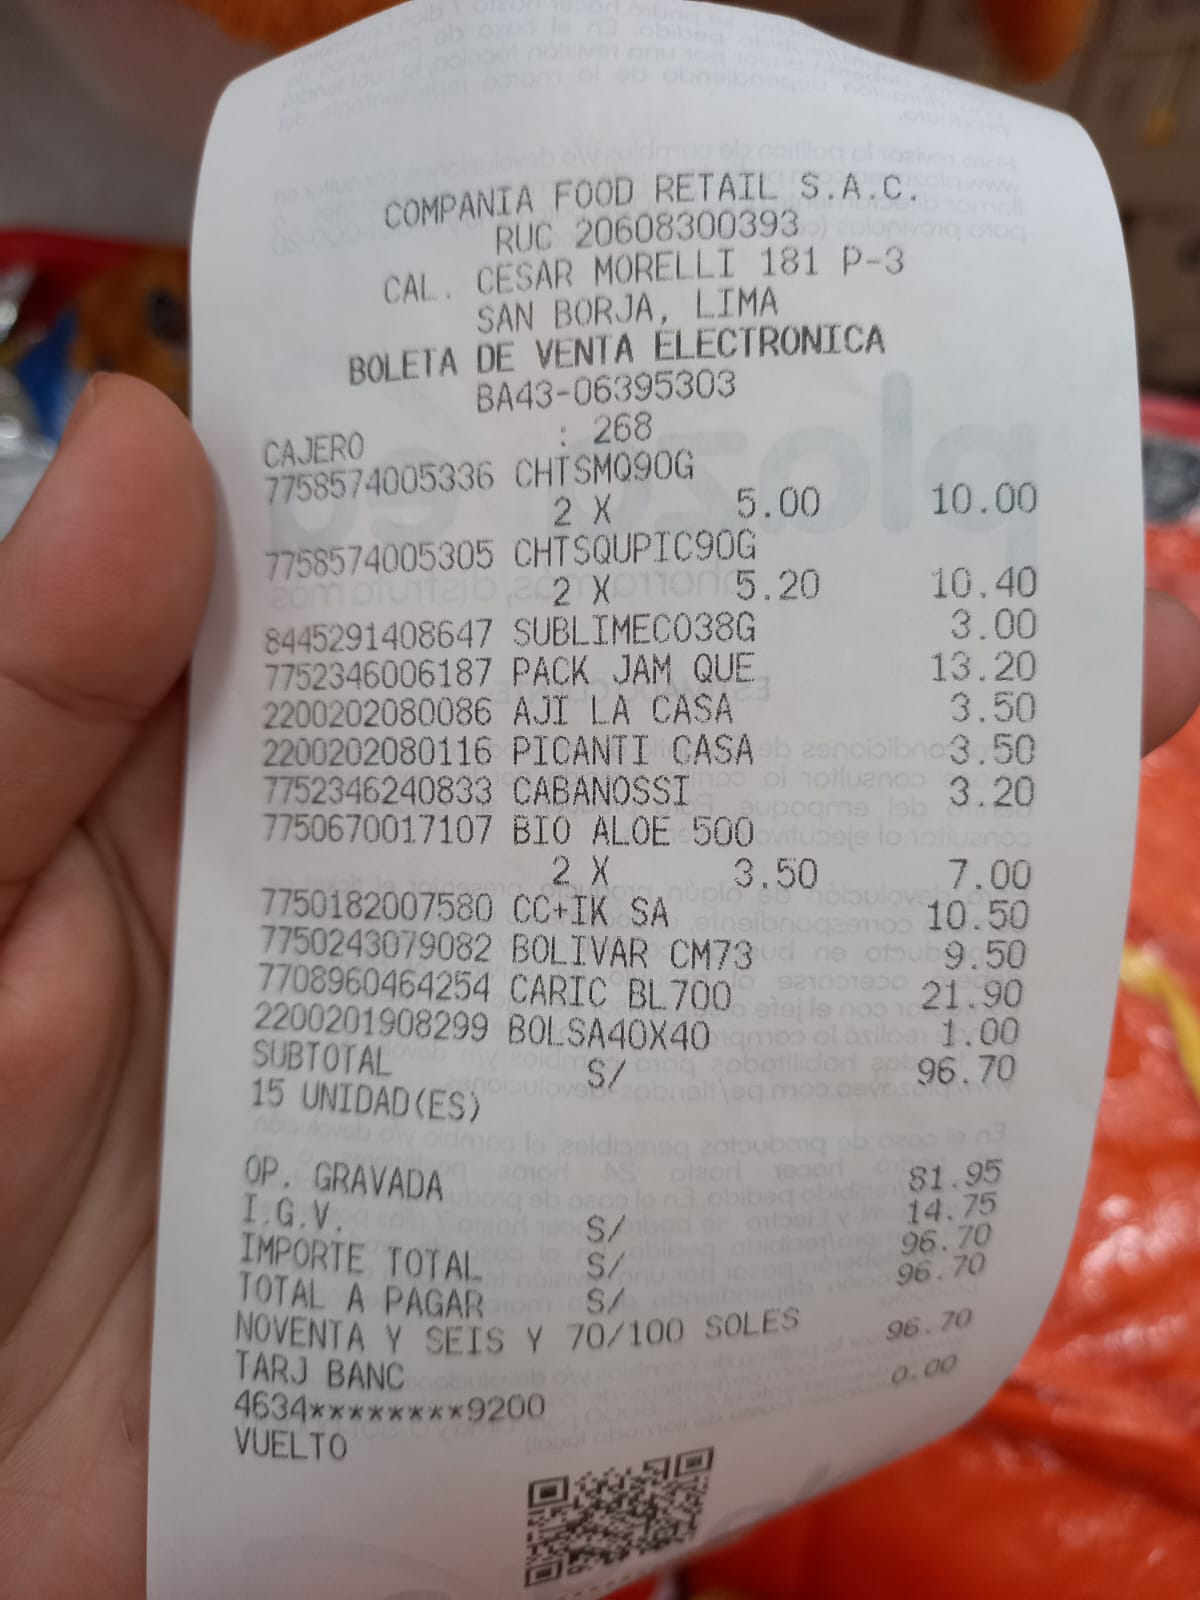 COMPANIA FOOD RETAIL S.A.C.
RUC 20608300393
CAL. CESAR MORELLI 181 P-3
SAN BORJA, LIMA
BOLETA DE VENTA ELECTRONICA
BA43-06395303
CAJERO : 268
7758574005336 CHTSMQ90G
2 X 5.00 10.00
7758574005305 CHTSQUPIC90G
2 X 5.20 10.40
8445291408647 SUBLIMECO38G 3.00
7752346006187 PACK JAM QUE 13.20
2200202080086 AJI LA CASA 3.50
2200202080116 PICANTI CASA 3.50
7752346240833 CABANOSSI 3.20
7750670017107 BIO ALOE 500
2 X 3.50 7.00
7750182007580 CC+IK SA 10.50
7750243079082 BOLIVAR CM73 9.50
7708960464254 CARIC BL700 21.90
2200201908299 BOLSA40X40 1.00
SUBTOTAL S/ 96.70
15 UNIDAD(ES)
OP. GRAVADA 81.95
I.G.V. S/ 14.75
IMPORTE TOTAL S/ 96.70
TOTAL A PAGAR S/ 96.70
NOVENTA Y SEIS Y 70/100 SOLES
TARJ BANC 96.70
4634********9200
VUELTO 0.00